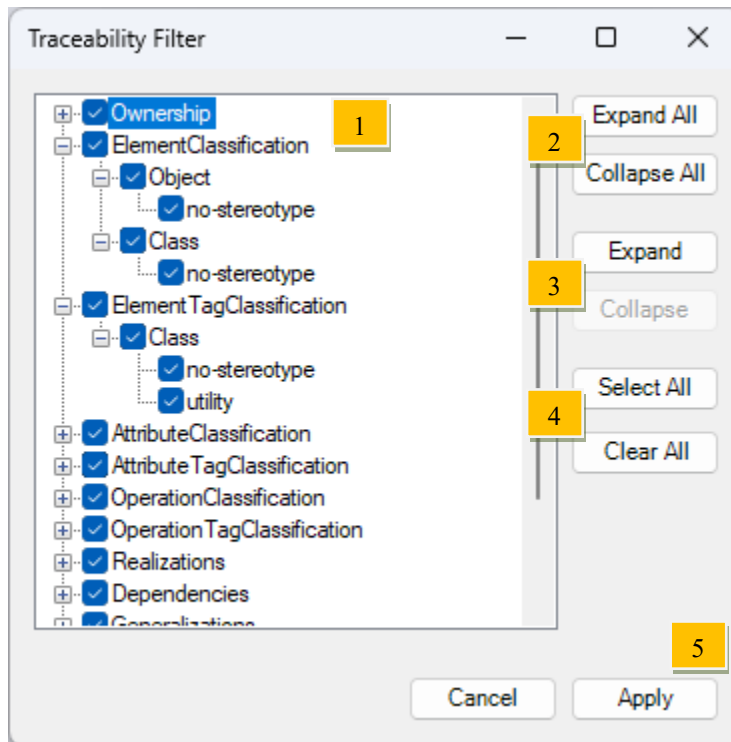 Traceability Filter
Ownership
1
Expand All
ElementClassification
2
Object
Collapse All
no-stereotype
Class
Expand
no-stereotype
3
ElementTagClassification
Collapse
Class
no-stereotype
Select All
utility
4
AttributeClassification
Clear All
AttributeTagClassification
OperationClassification
OperationTagClassification
Realizations
Dependencies
Generalizations
5
Cancel
Apply